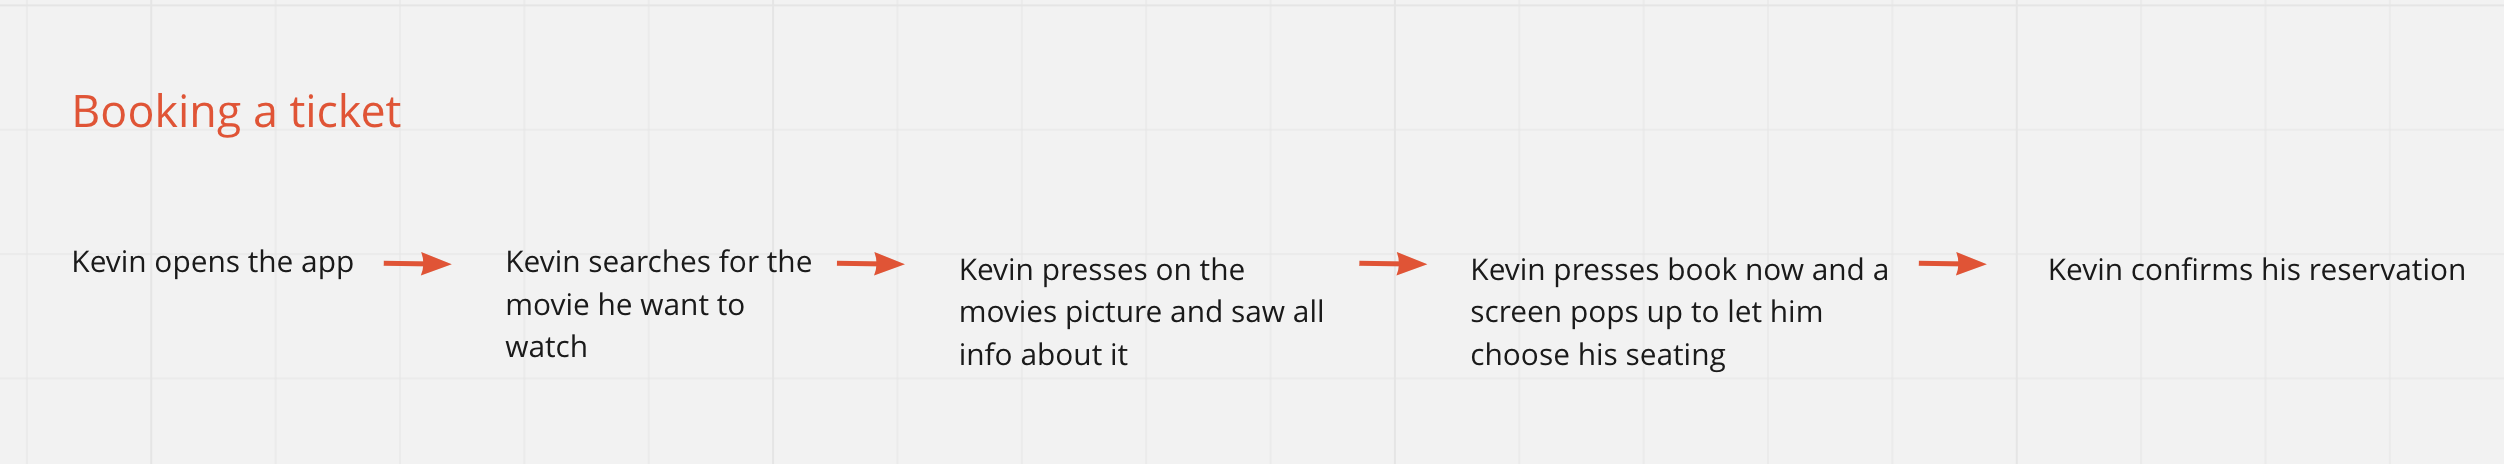 Booking a ticket
Kevin opens the app
Kevin searches for the
movie he want to
watch
Kevin presses on the
movies picture and saw all
info about it
Kevin presses book now and a
screen pops up to let him
choose his seating
Kevin confirms his reservation